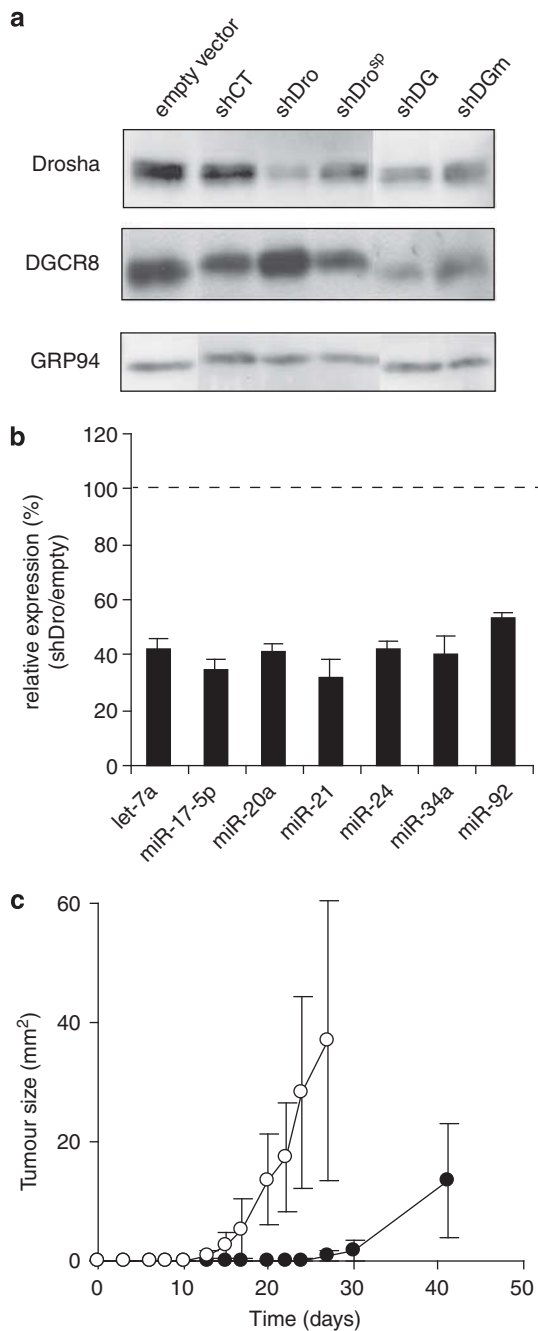 a
empty vector
shCT
shDro
shDro^sp
shDG
shDGm
Drosha
DGCR8
GRP94
b
relative expression (%)
(shDro/empty)
120
100
80
60
40
20
0
let-7a
miR-17-5p
miR-20a
miR-21
miR-24
miR-34a
miR-92
c
Tumour size (mm²)
60
40
20
0
0
10
20
30
40
50
Time (days)